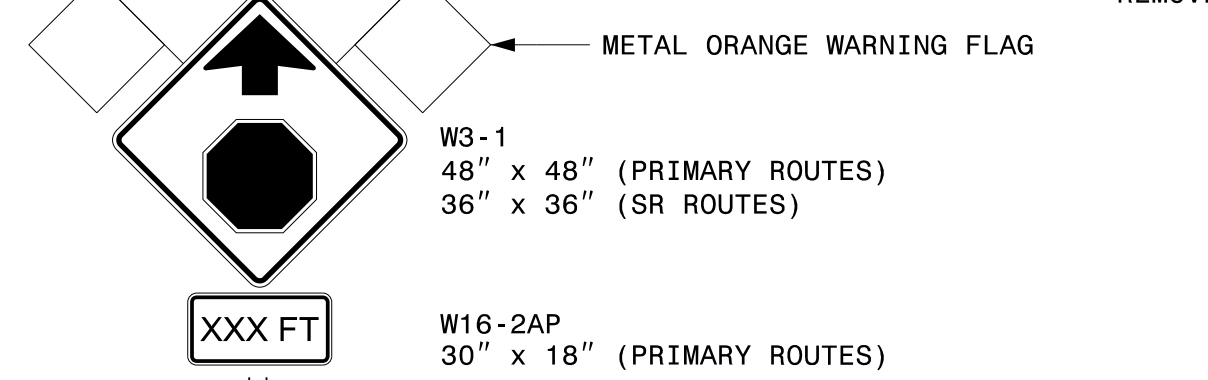 METAL ORANGE WARNING FLAG
W3-1
48" x 48" (PRIMARY ROUTES)
36" x 36" (SR ROUTES)
XXX FT
W16-2AP
30" x 18" (PRIMARY ROUTES)